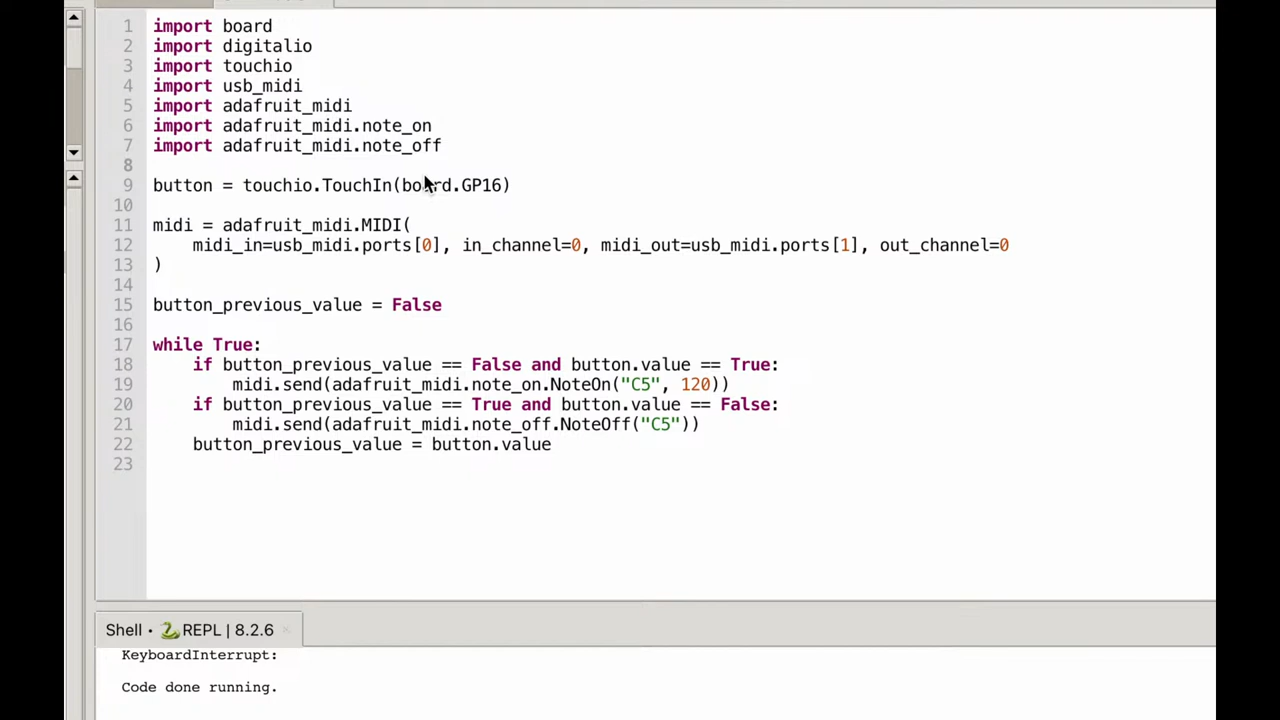 1 import board
2 import digitalio
3 import touchio
4 import usb_midi
5 import adafruit_midi
6 import adafruit_midi.note_on
7 import adafruit_midi.note_off
8
9 button = touchio.TouchIn(board.GP16)
10
11 midi = adafruit_midi.MIDI(
12     midi_in=usb_midi.ports[0], in_channel=0, midi_out=usb_midi.ports[1], out_channel=0
13 )
14
15 button_previous_value = False
16
17 while True:
18     if button_previous_value == False and button.value == True:
19         midi.send(adafruit_midi.note_on.NoteOn("C5", 120))
20     if button_previous_value == True and button.value == False:
21         midi.send(adafruit_midi.note_off.NoteOff("C5"))
22     button_previous_value = button.value
23
Shell • REPL | 8.2.6 ×
KeyboardInterrupt:
Code done running.